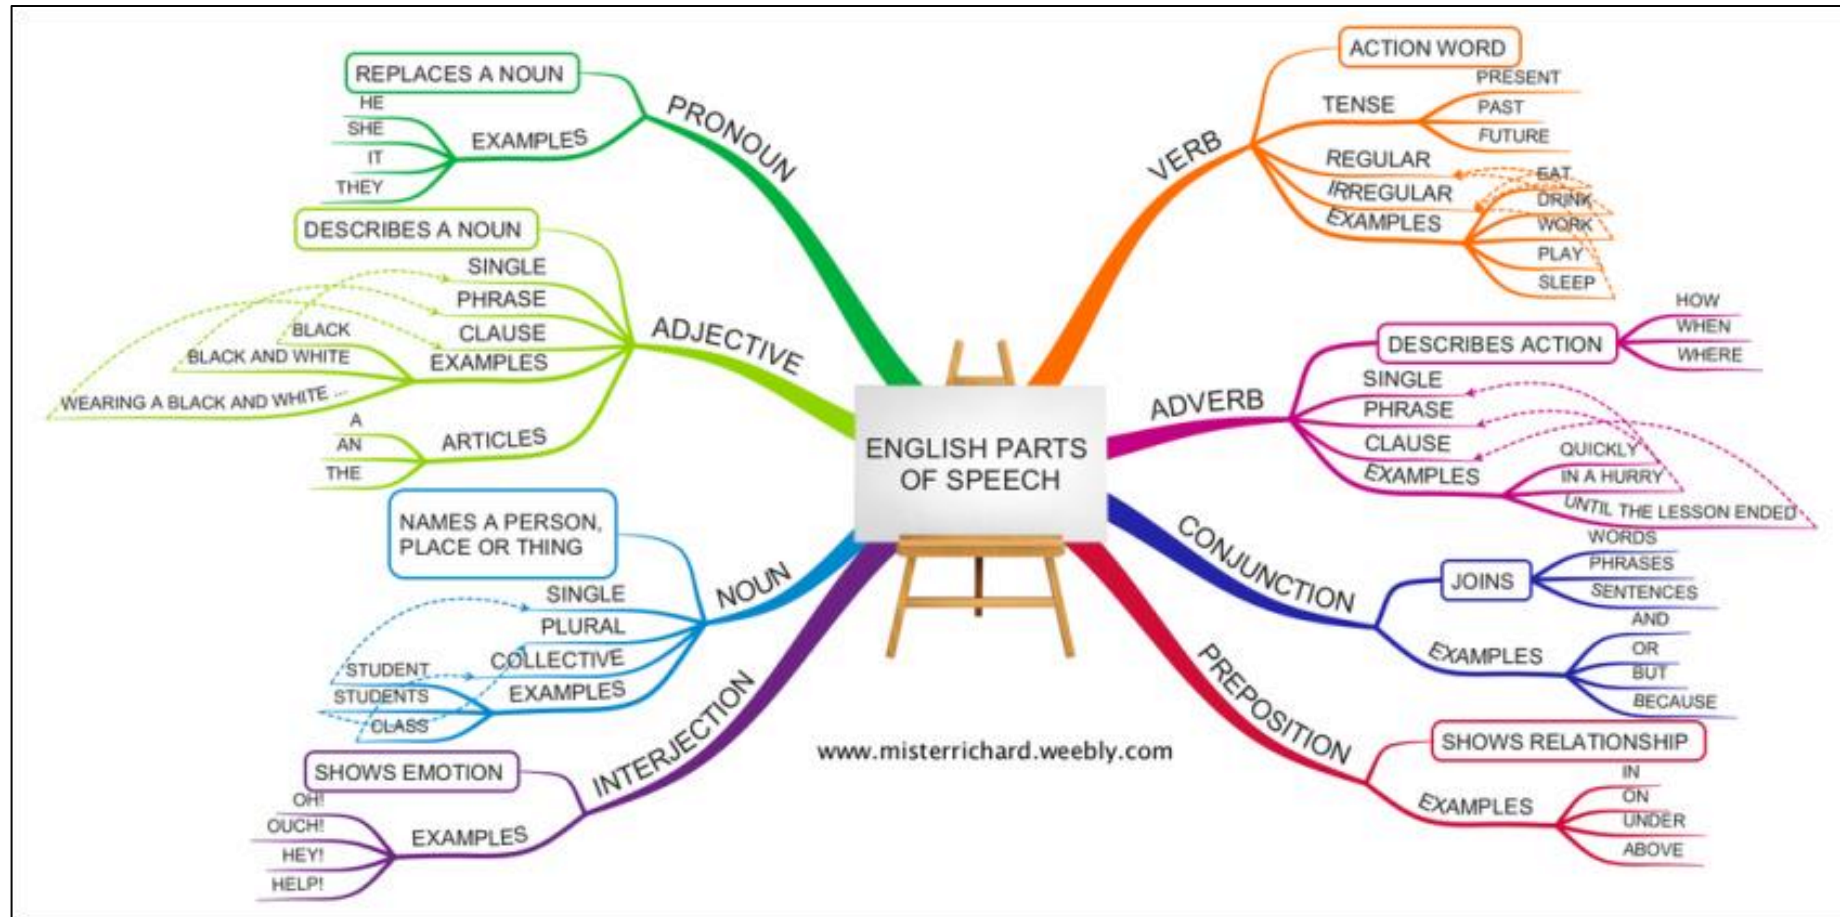 ENGLISH PARTS
OF SPEECH
PRONOUN
REPLACES A NOUN
EXAMPLES
HE
SHE
IT
THEY
ADJECTIVE
DESCRIBES A NOUN
SINGLE
PHRASE
CLAUSE
EXAMPLES
BLACK
BLACK AND WHITE
WEARING A BLACK AND WHITE ...
ARTICLES
A
AN
THE
NOUN
NAMES A PERSON,
PLACE OR THING
SINGLE
PLURAL
COLLECTIVE
EXAMPLES
STUDENT
STUDENTS
CLASS
INTERJECTION
SHOWS EMOTION
EXAMPLES
OH!
OUCH!
HEY!
HELP!
VERB
ACTION WORD
TENSE
PRESENT
PAST
FUTURE
REGULAR
IRREGULAR
EXAMPLES
EAT
DRINK
WORK
PLAY
SLEEP
ADVERB
DESCRIBES ACTION
HOW
WHEN
WHERE
SINGLE
PHRASE
CLAUSE
EXAMPLES
QUICKLY
IN A HURRY
UNTIL THE LESSON ENDED
CONJUNCTION
JOINS
WORDS
PHRASES
SENTENCES
EXAMPLES
AND
OR
BUT
BECAUSE
PREPOSITION
SHOWS RELATIONSHIP
EXAMPLES
IN
ON
UNDER
ABOVE
www.misterrichard.weebly.com